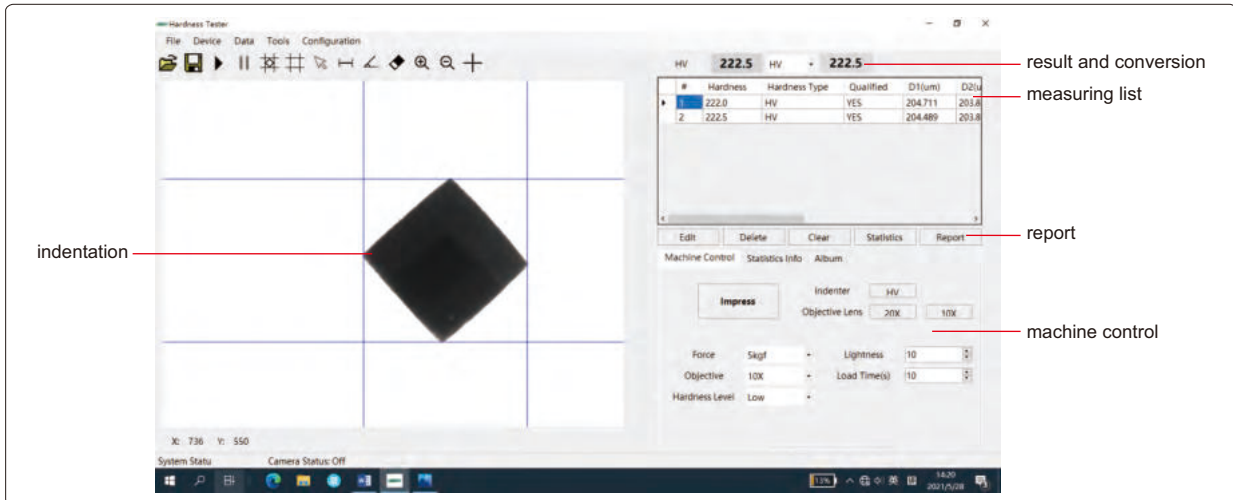 Hardness Tester
File Device Data Tools Configuration
HV 222.5 HV 222.5
result and conversion
# Hardness Hardness Type Qualified D1(um) D2(u
measuring list
1 222.0 HV YES 204.711 203.8
2 222.5 HV YES 204.489 203.8
indentation
Edit Delete Clear Statistics Report
report
Machine Control Statistics Info Album
Impress
Indenter HV
Objective Lens 20X 10X
machine control
Force 5kgf Lightness 10
Objective 10X Load Time(s) 10
Hardness Level Low
X: 736 Y: 550
System Statu Camera Status: Off
13% 英 14:20
2021/5/28